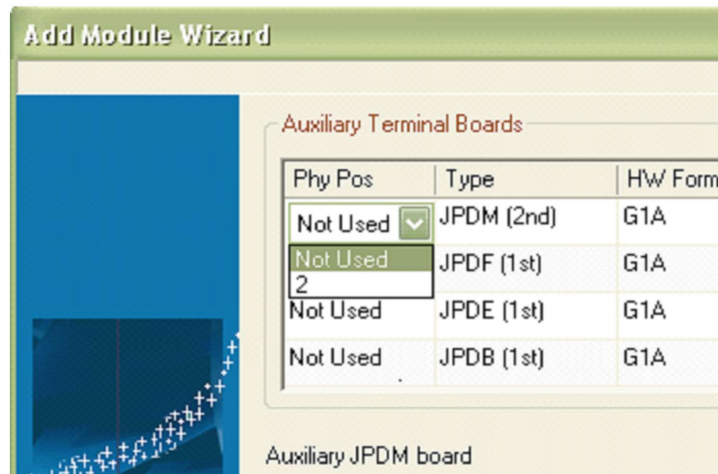 Add Module Wizard
Auxiliary Terminal Boards
Phy Pos Type HW Form
Not Used JPDM (2nd) G1A
Not Used JPDF (1st) G1A
2
Not Used JPDE (1st) G1A
Not Used JPDB (1st) G1A
Auxiliary JPDM board